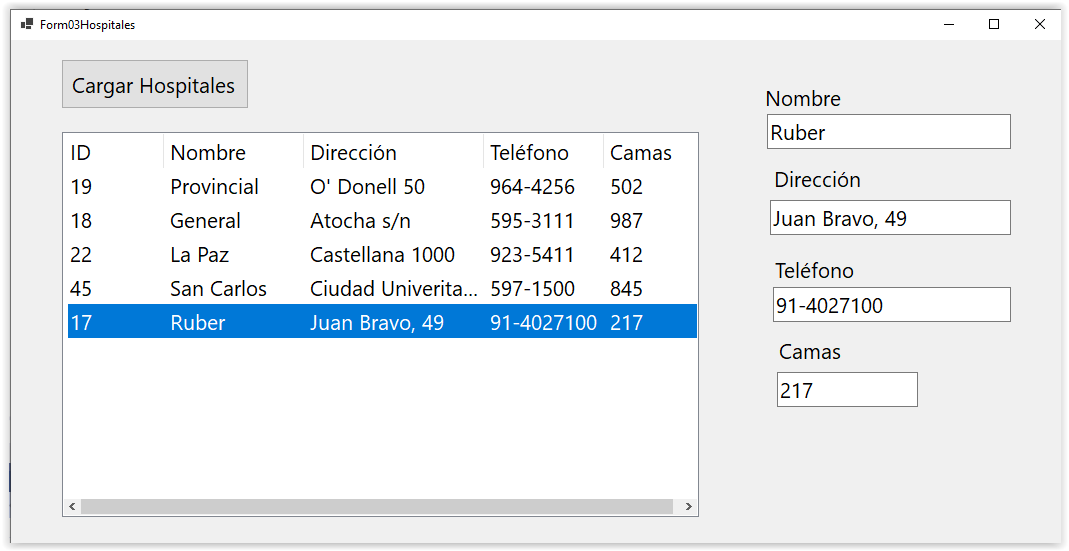 Form03Hospitales
Cargar Hospitales
ID Nombre Dirección Teléfono Camas
19 Provincial O' Donell 50 964-4256 502
18 General Atocha s/n 595-3111 987
22 La Paz Castellana 1000 923-5411 412
45 San Carlos Ciudad Univerita... 597-1500 845
17 Ruber Juan Bravo, 49 91-4027100 217
Nombre
Ruber
Dirección
Juan Bravo, 49
Teléfono
91-4027100
Camas
217